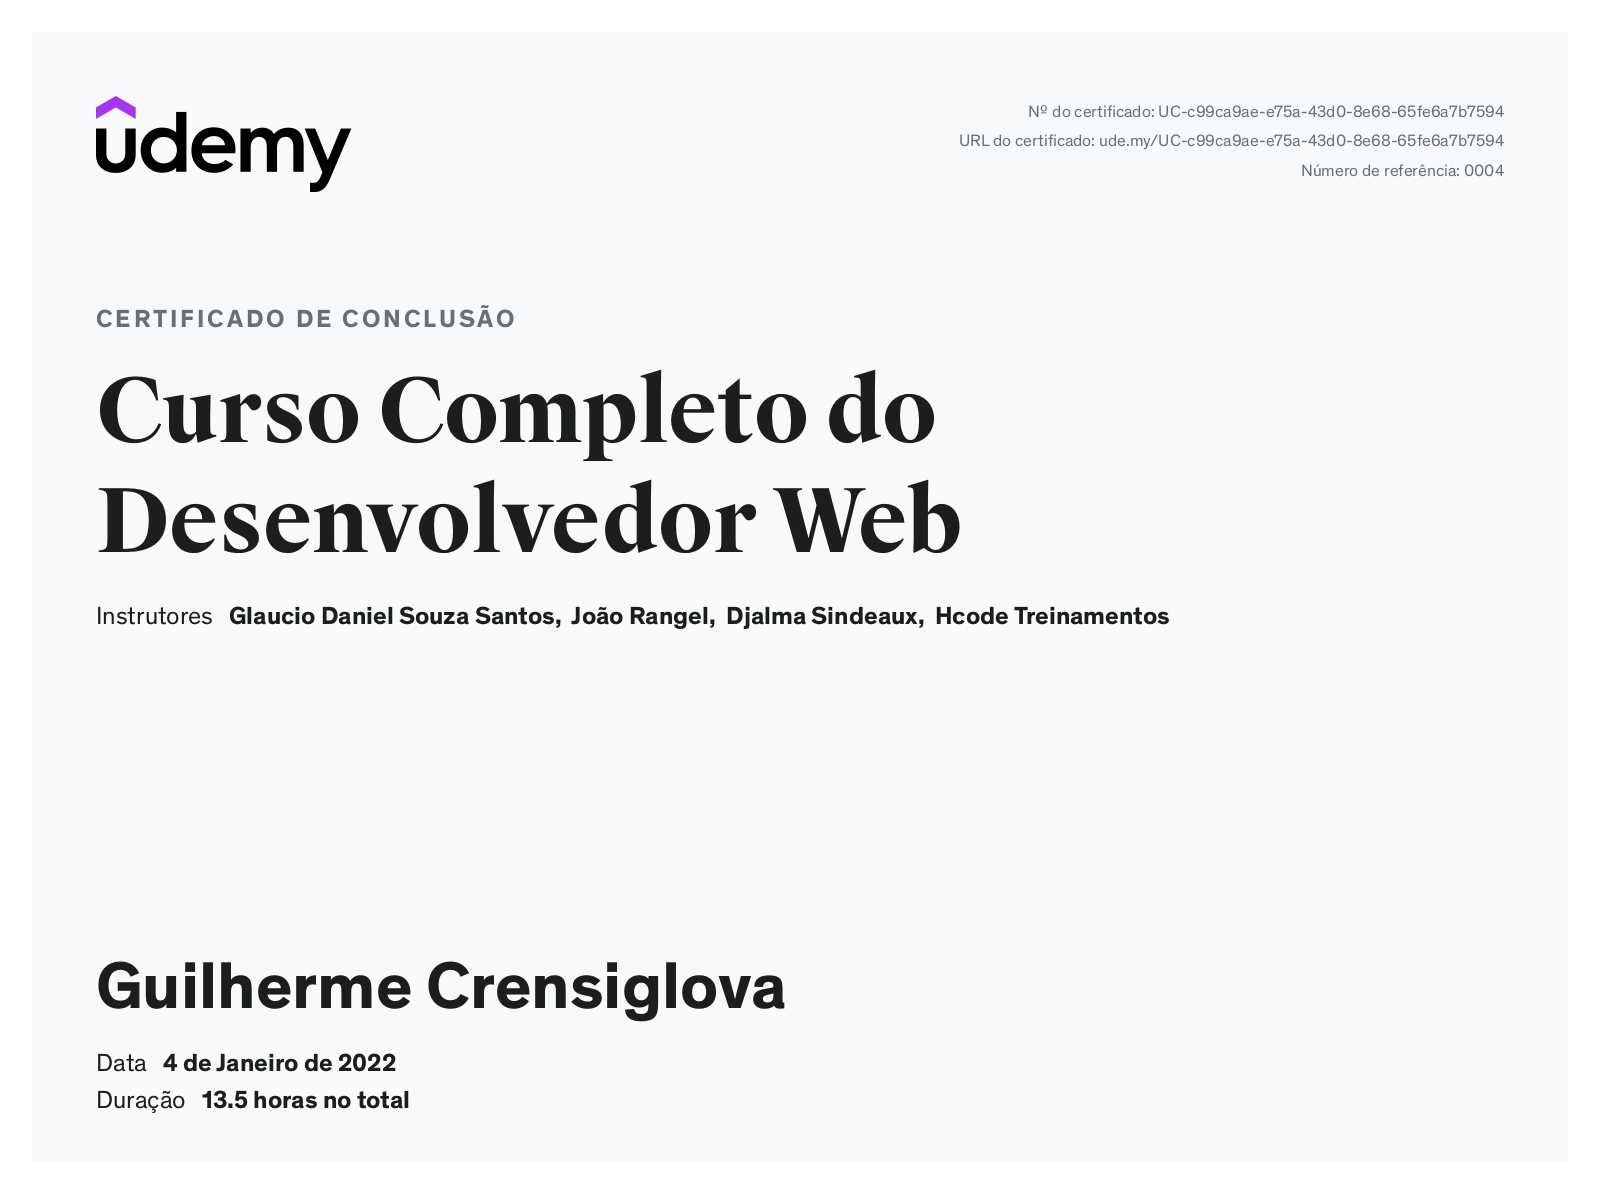 udemy
Nº do certificado: UC-c99ca9ae-e75a-43d0-8e68-65fe6a7b7594
URL do certificado: ude.my/UC-c99ca9ae-e75a-43d0-8e68-65fe6a7b7594
Número de referência: 0004
CERTIFICADO DE CONCLUSÃO
Curso Completo do
Desenvolvedor Web
Instrutores Glaucio Daniel Souza Santos, João Rangel, Djalma Sindeaux, Hcode Treinamentos
Guilherme Crensiglova
Data 4 de Janeiro de 2022
Duração 13.5 horas no total